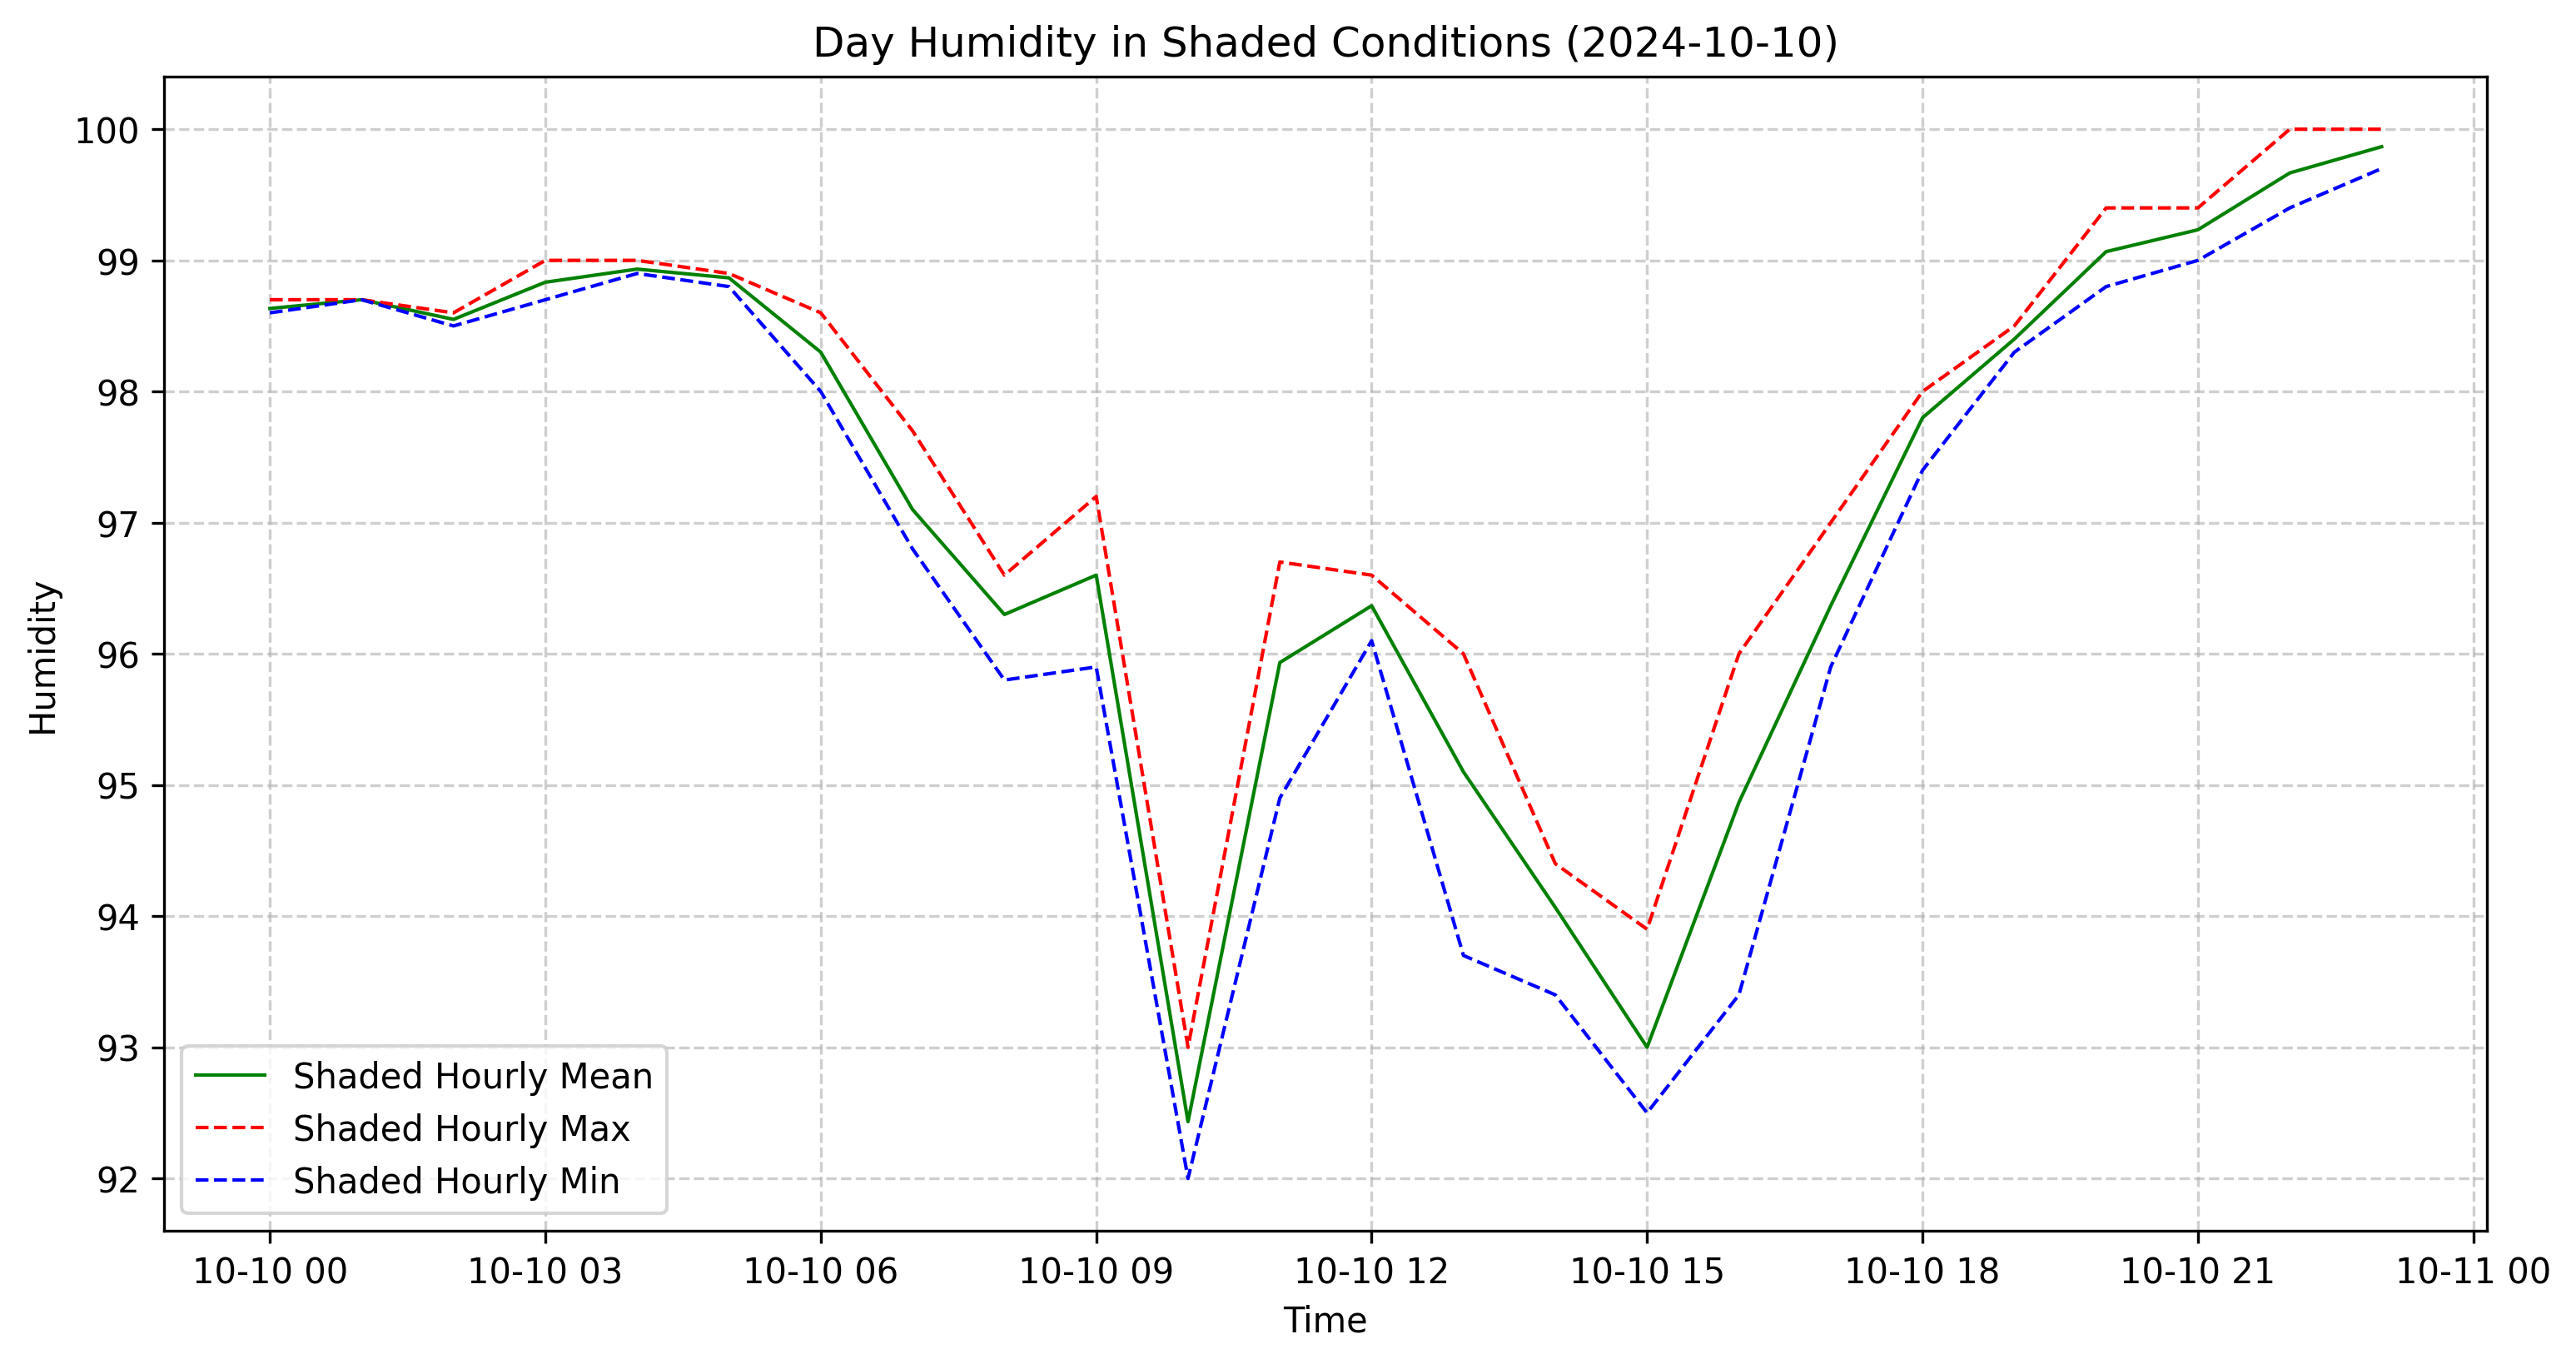 Day Humidity in Shaded Conditions (2024-10-10)
100
99
98
97
96
95
94
93
92
Humidity
Shaded Hourly Mean
Shaded Hourly Max
Shaded Hourly Min
10-10 00 10-10 03 10-10 06 10-10 09 10-10 12 10-10 15 10-10 18 10-10 21 10-11 00
Time